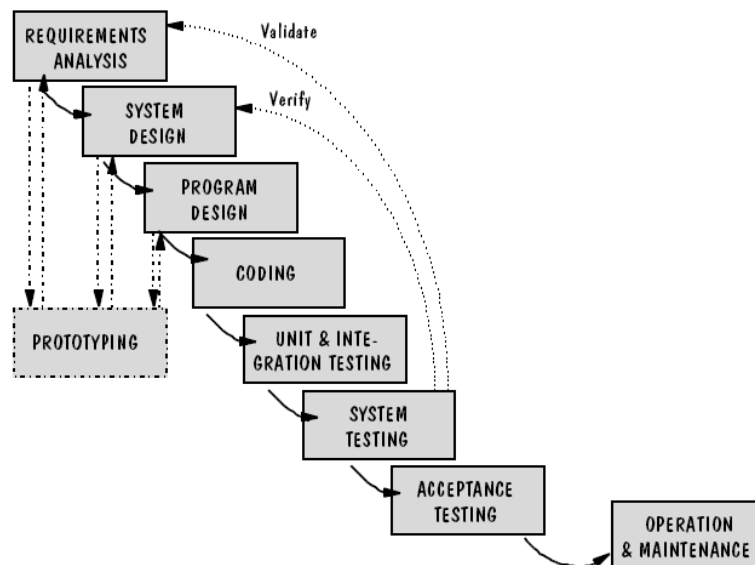 REQUIREMENTS
ANALYSIS
Validate
Verify
SYSTEM
DESIGN
PROGRAM
DESIGN
CODING
PROTOTYPING
UNIT & INTE-
GRATION TESTING
SYSTEM
TESTING
ACCEPTANCE
TESTING
OPERATION
& MAINTENANCE